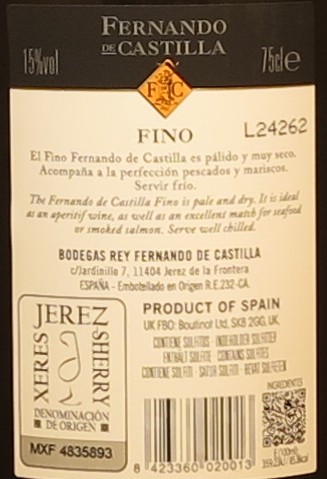 FERNANDO
DE CASTILLA
15%vol
75cl e
F C
FINO
L24262
El Fino Fernando de Castilla es pálido y muy seco.
Acompaña a la perfección pescados y mariscos.
Servir frío.
The Fernando de Castilla Fino is pale and dry. It is ideal
as an aperitif wine, as well as an excellent match for seafood
or smoked salmon. Serve well chilled.
BODEGAS REY FERNANDO DE CASTILLA
c/Jardinillo 7, 11404 Jerez de la Frontera
ESPAÑA - Embotellado en Origen R.E.232-CA.
JEREZ
XERES
SHERRY
DENOMINACIÓN
DE ORIGEN
MXF 4835893
PRODUCT OF SPAIN
UK FBO: Boutinot Ltd, SK8 2GG, UK.
CONTIENE SULFITOS - INDEHOLDER SULFITTER
ENTHÄLT SULFITE - CONTAINS SULFITES
CONTIENE SULFITI - BEVAT SULFIETEN
INGREDIENTES
8 423360 020013
E(100ml)